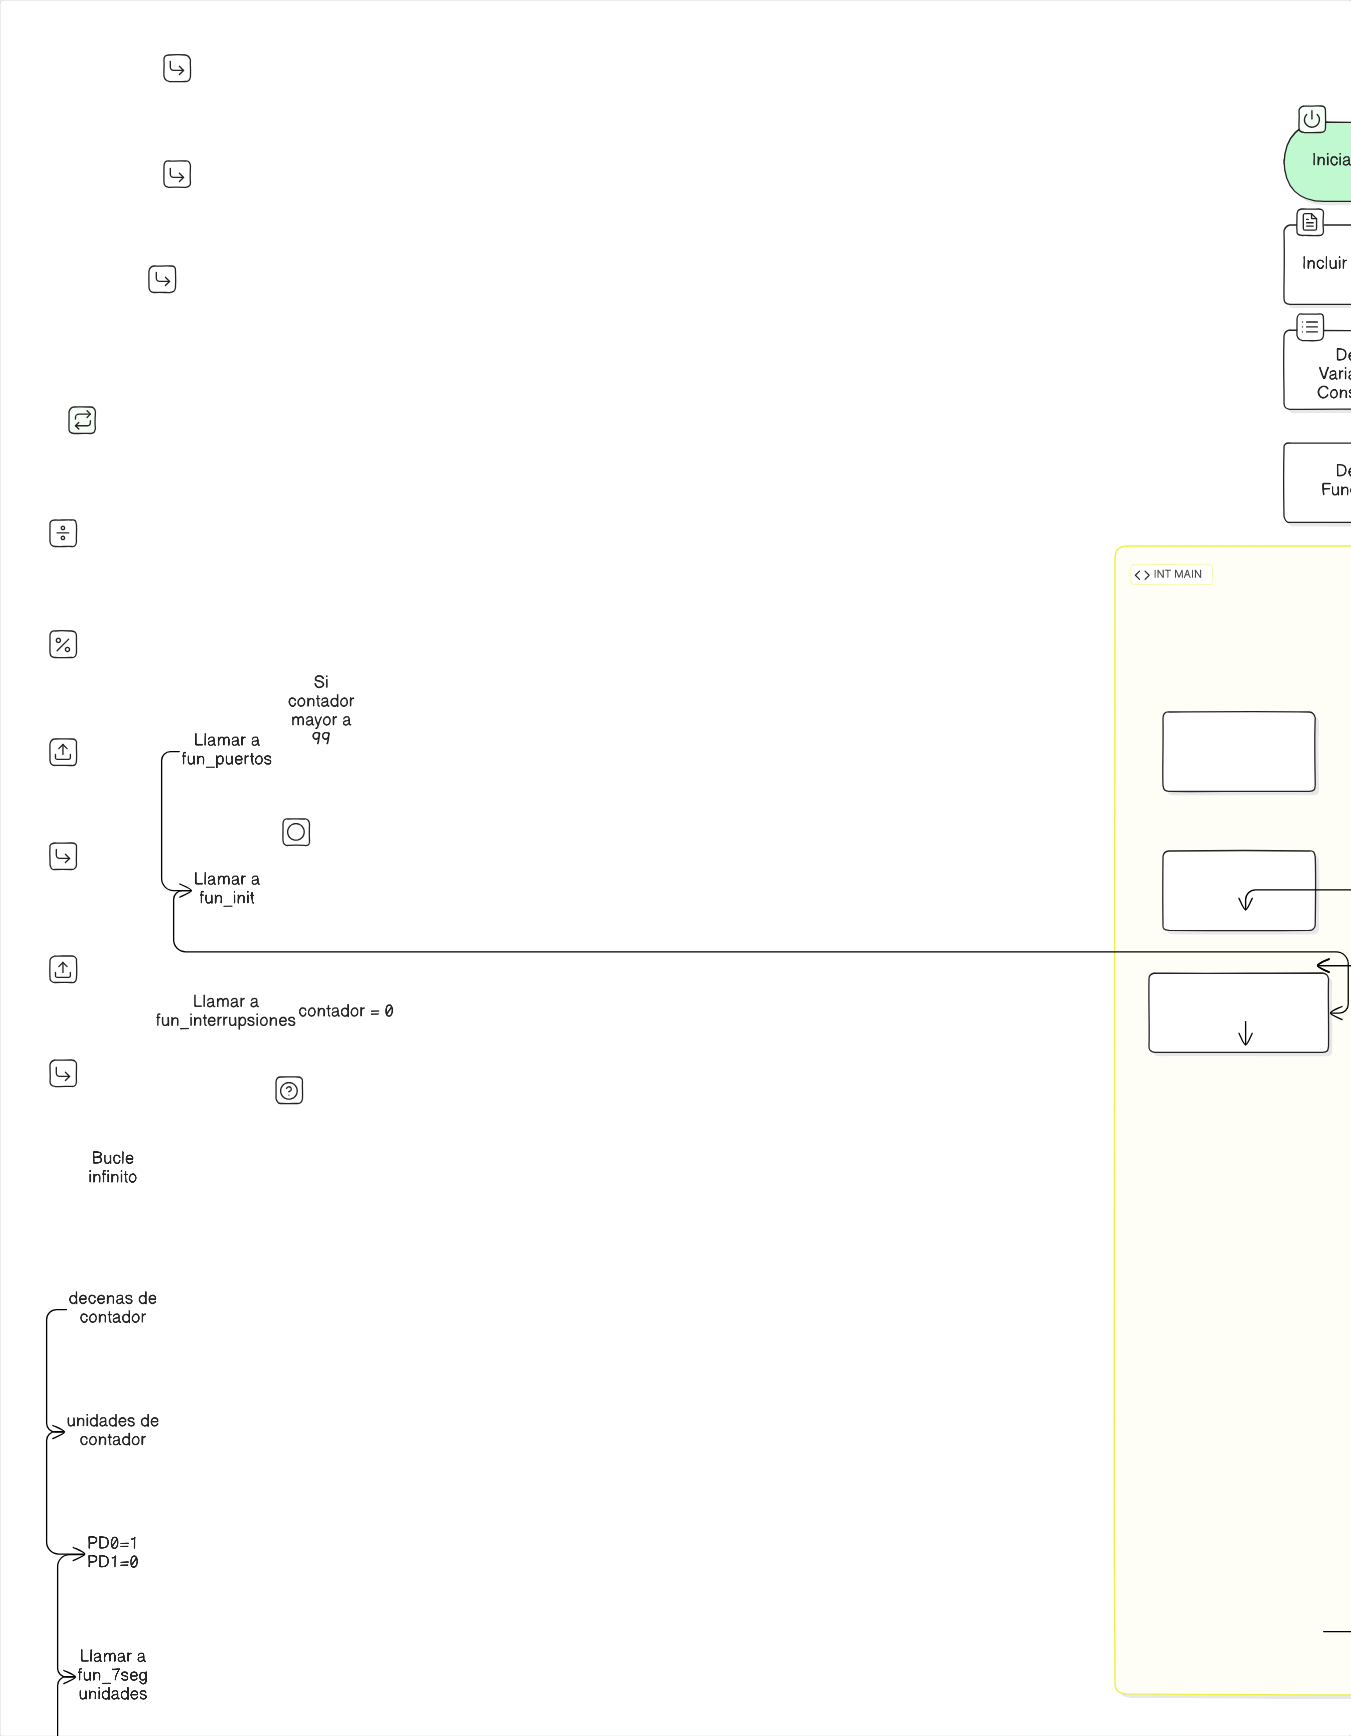 Inicia
Incluir
De
Varia
Cons
De
Func
INT MAIN
Si
contador
mayor a
99
Llamar a
fun_puertos
Llamar a
fun_init
Llamar a
fun_interrupsiones
contador = 0
Bucle
infinito
decenas de
contador
unidades de
contador
PD0=1
PD1=0
Llamar a
fun_7seg
unidades